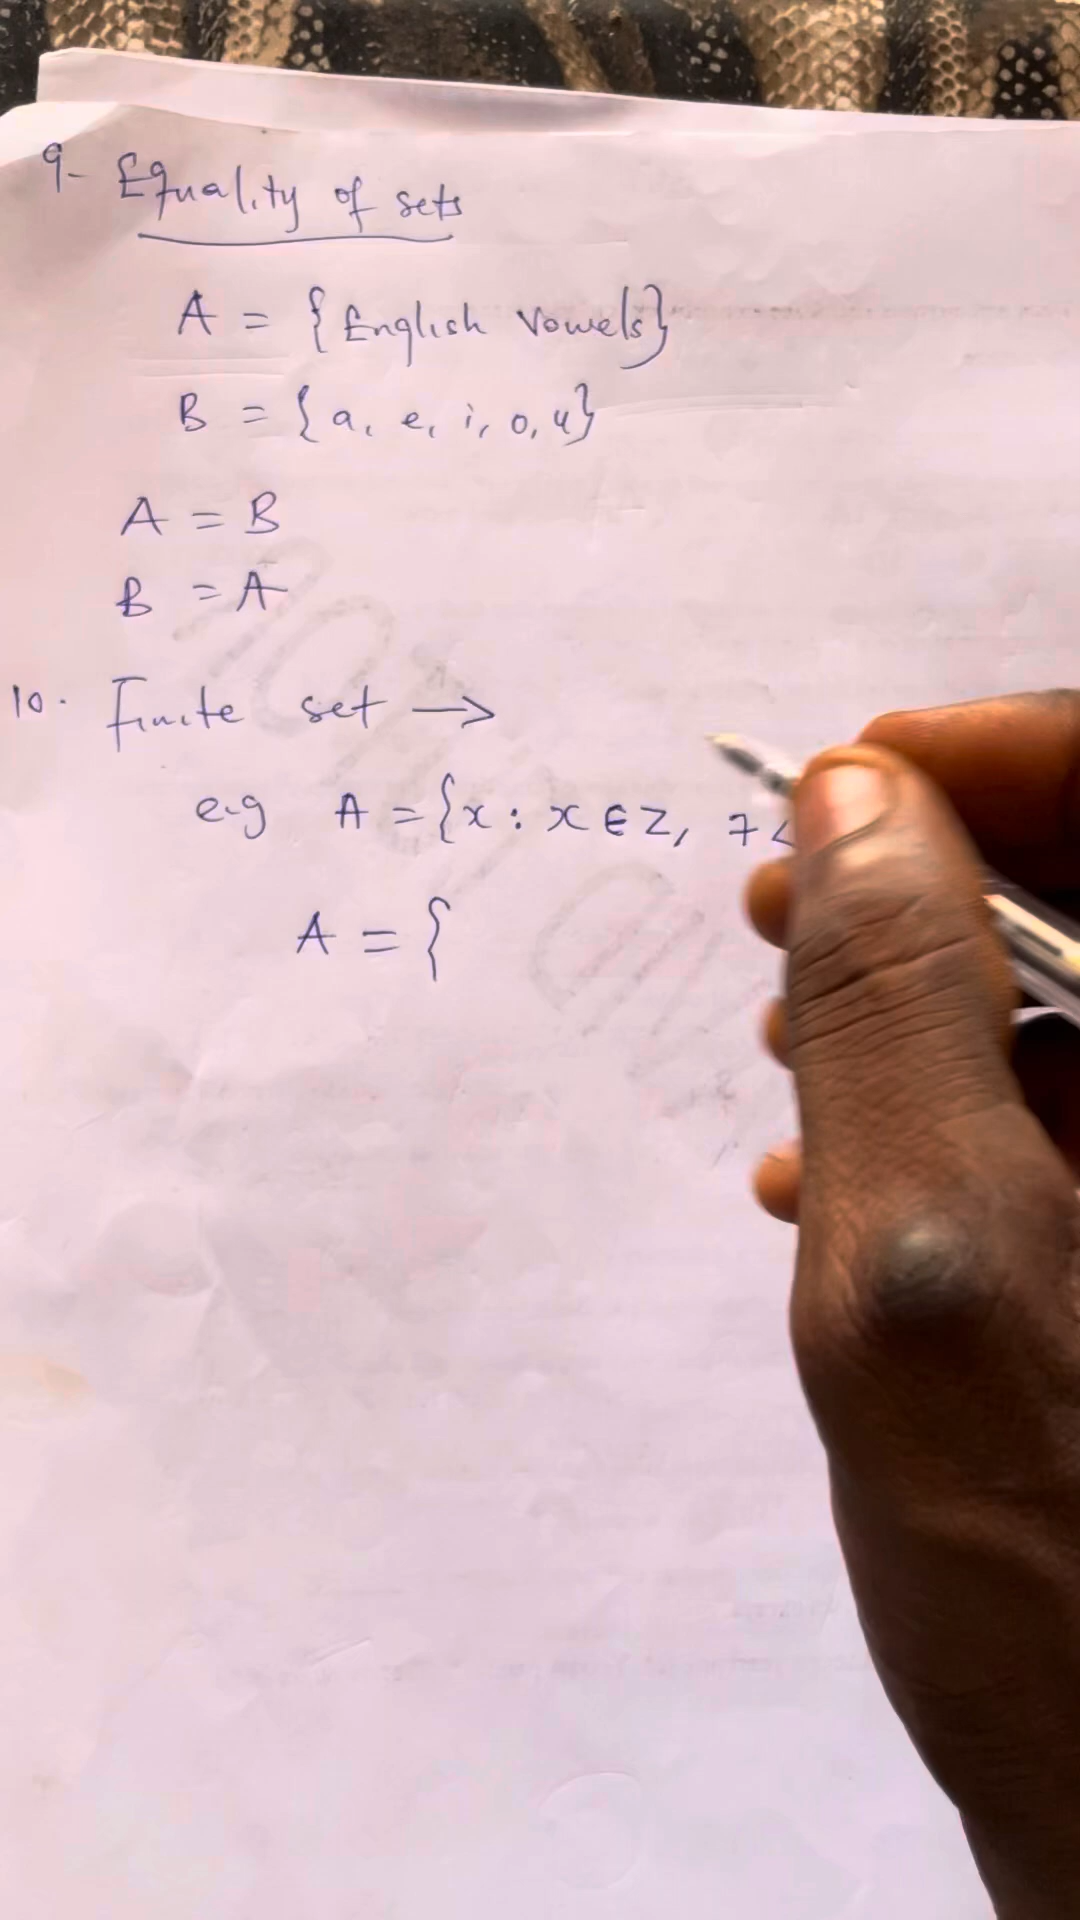 9- Equality of sets
A = {English Vowels}
B = {a, e, i, o, u}
A = B
B = A
10. Finite set →
e.g A = {x : x ∈ Z, 7 <
A = {